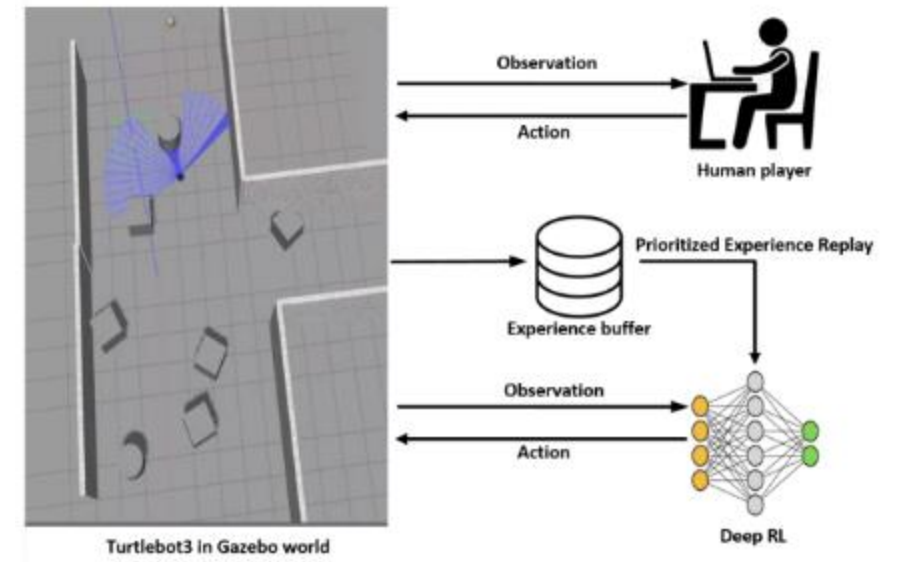 Observation
Action
Human player
Prioritized Experience Replay
Experience buffer
Observation
Action
Deep RL
Turtlebot3 in Gazebo world